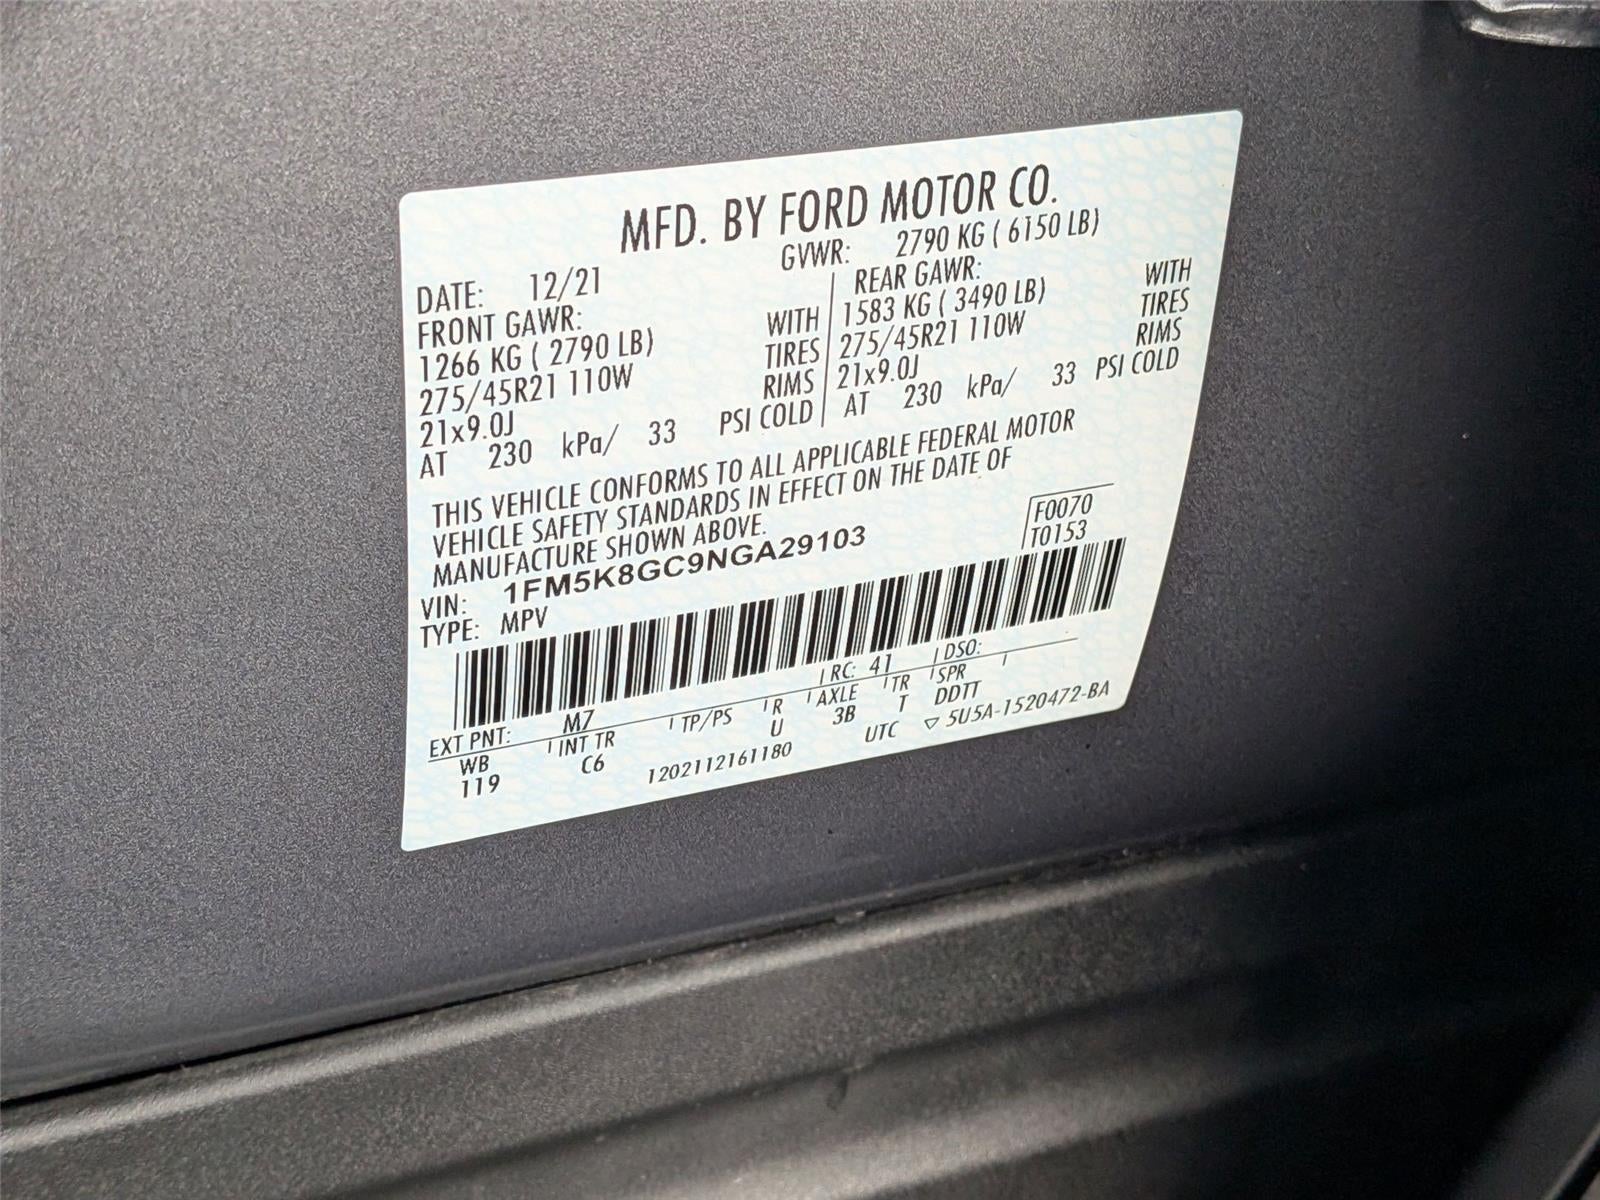 MFD. BY FORD MOTOR CO.
DATE: 12/21 GVWR: 2790 KG ( 6150 LB)
FRONT GAWR: REAR GAWR:
1266 KG ( 2790 LB) WITH 1583 KG ( 3490 LB) WITH
275/45R21 110W TIRES 275/45R21 110W TIRES
21x9.0J RIMS 21x9.0J RIMS
AT 230 kPa/ 33 PSI COLD AT 230 kPa/ 33 PSI COLD
THIS VEHICLE CONFORMS TO ALL APPLICABLE FEDERAL MOTOR
VEHICLE SAFETY STANDARDS IN EFFECT ON THE DATE OF
MANUFACTURE SHOWN ABOVE.
F0070
VIN: 1FM5K8GC9NGA29103
T0153
TYPE: MPV
EXT PNT: M7 RC: 41 DSO:
WB INT TR TP/PS R AXLE TR SPR
119 C6 U 3B T DDTT
1202112161180 UTC ▽ 5U5A-1520472-BA